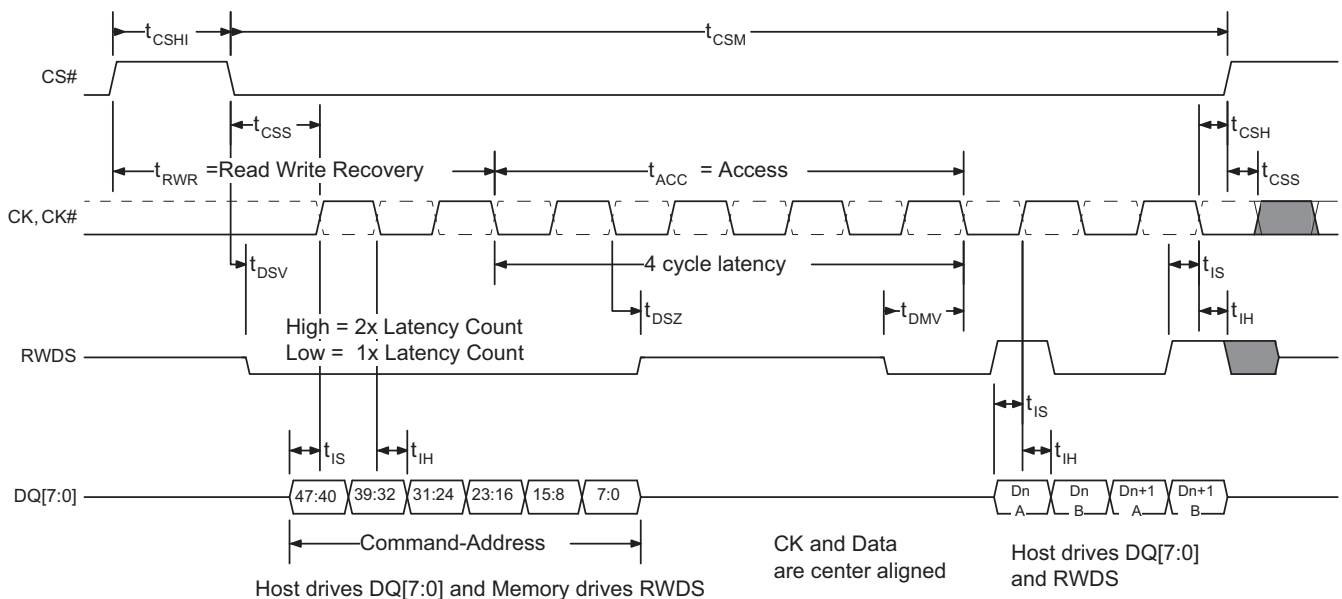 tCSHI
tCSM
CS#
tCSS
tCSH
tRWR =Read Write Recovery
tACC = Access
tCSS
CK, CK#
tDSV
4 cycle latency
tIS
tDSZ
tDMV
tIH
High = 2x Latency Count
Low = 1x Latency Count
RWDS
tIS
tIS
tIH
tIH
DQ[7:0]
47:40 39:32 31:24 23:16 15:8 7:0
Dn Dn Dn+1 Dn+1
A B A B
Command-Address
CK and Data
are center aligned
Host drives DQ[7:0]
and RWDS
Host drives DQ[7:0] and Memory drives RWDS